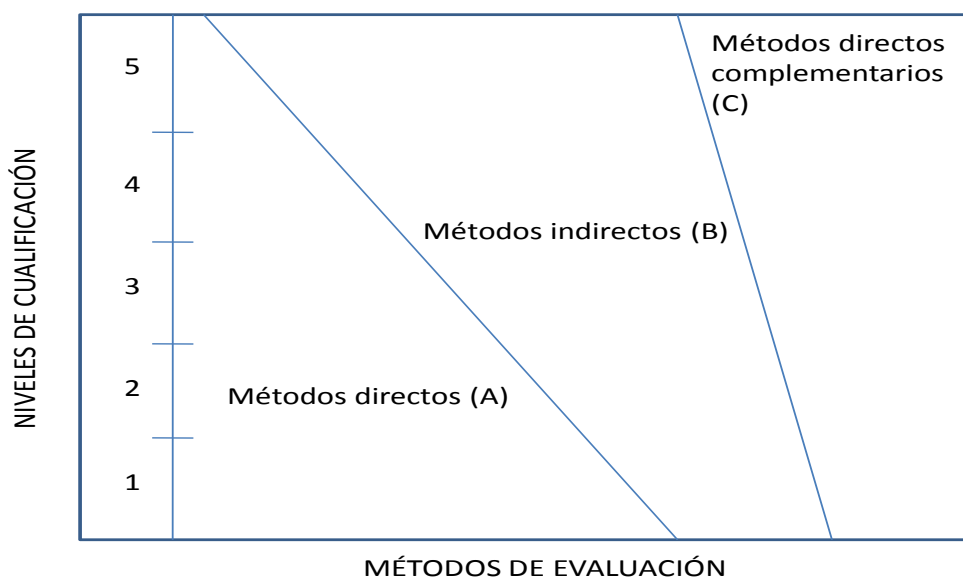 Métodos directos
complementarios
(C)
5
4
Métodos indirectos (B)
3
2
Métodos directos (A)
1
NIVELES DE CUALIFICACIÓN
MÉTODOS DE EVALUACIÓN